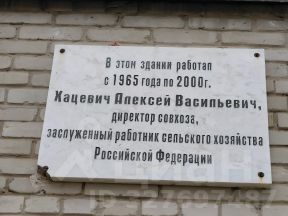 В этом здании работал
с 1965 года по 2000г.
Хацевич Алексей Васильевич,
директор совхоза,
заслуженный работник сельского хозяйства
Российской Федерации